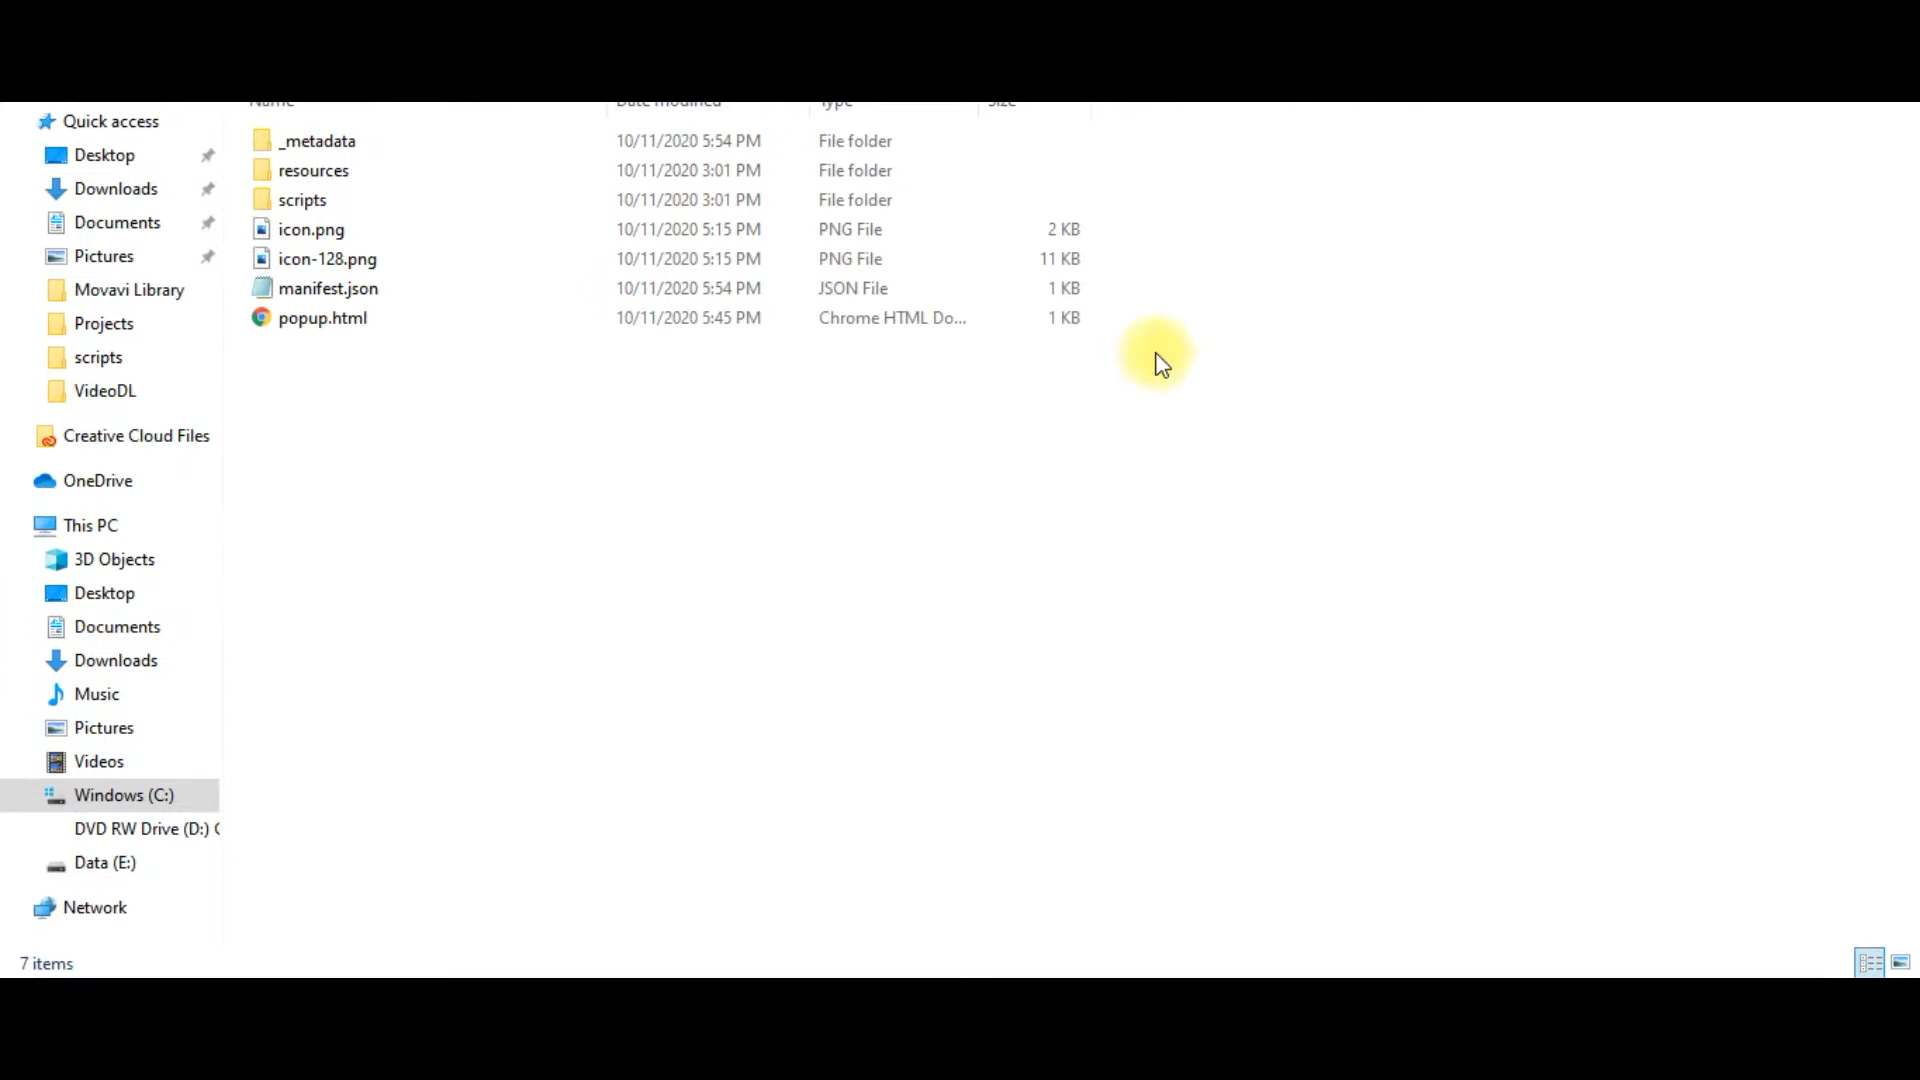 Name Date modified Type Size
Quick access
Desktop
Downloads
Documents
Pictures
Movavi Library
Projects
scripts
VideoDL
Creative Cloud Files
OneDrive
This PC
3D Objects
Desktop
Documents
Downloads
Music
Pictures
Videos
Windows (C:)
DVD RW Drive (D:) C
Data (E:)
Network
_metadata 10/11/2020 5:54 PM File folder
resources 10/11/2020 3:01 PM File folder
scripts 10/11/2020 3:01 PM File folder
icon.png 10/11/2020 5:15 PM PNG File 2 KB
icon-128.png 10/11/2020 5:15 PM PNG File 11 KB
manifest.json 10/11/2020 5:54 PM JSON File 1 KB
popup.html 10/11/2020 5:45 PM Chrome HTML Do... 1 KB
7 items